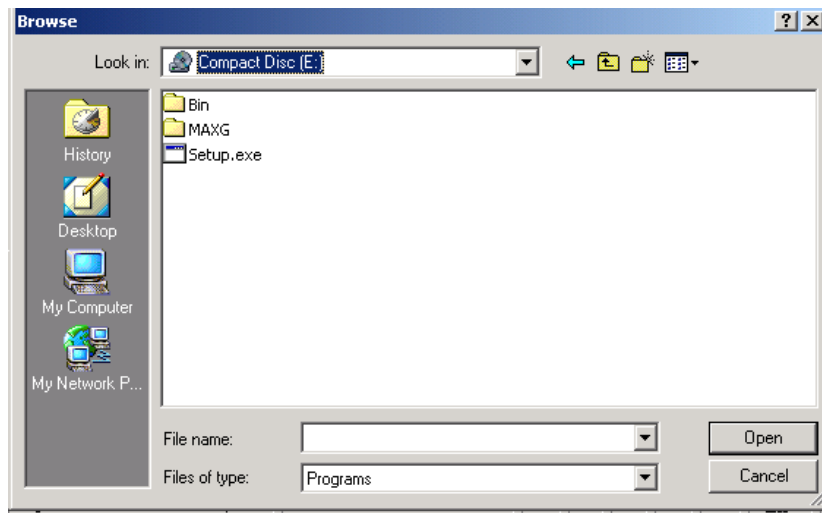 Browse
Look in: Compact Disc (E:)
Bin
MAXG
Setup.exe
History
Desktop
My Computer
My Network P...
File name:
Open
Files of type: Programs
Cancel